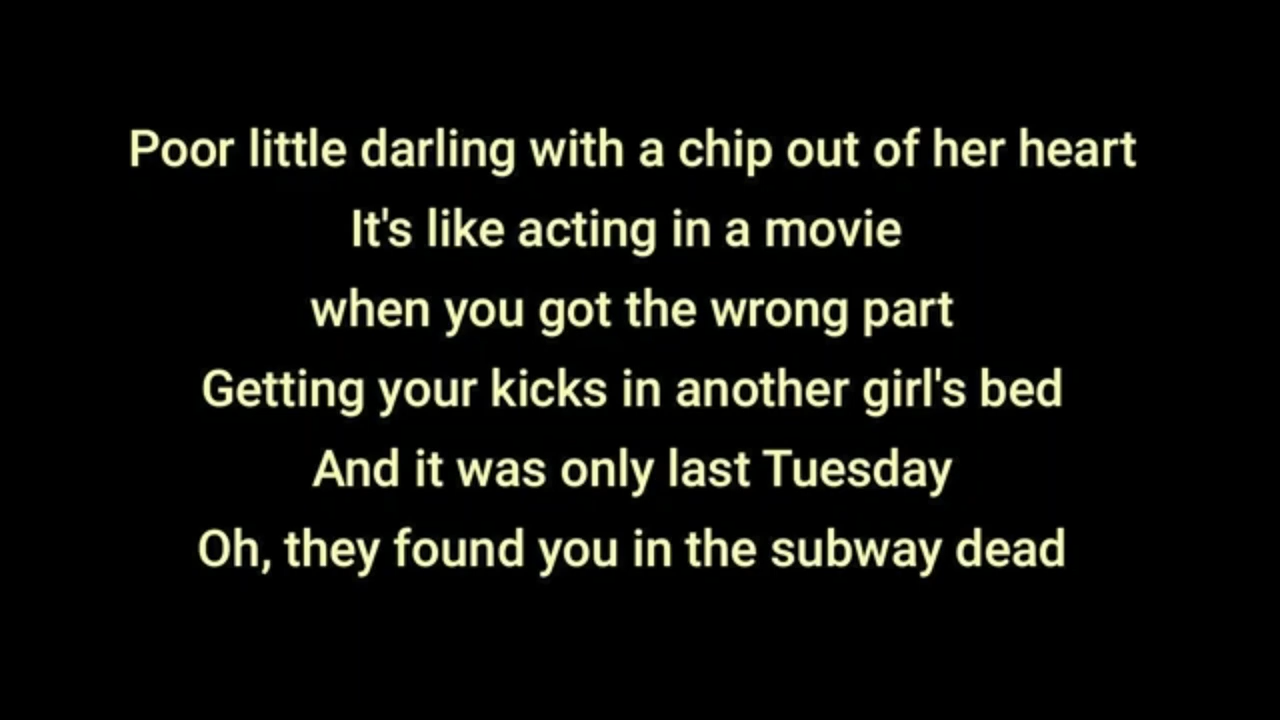 Poor little darling with a chip out of her heart
It's like acting in a movie
when you got the wrong part
Getting your kicks in another girl's bed
And it was only last Tuesday
Oh, they found you in the subway dead